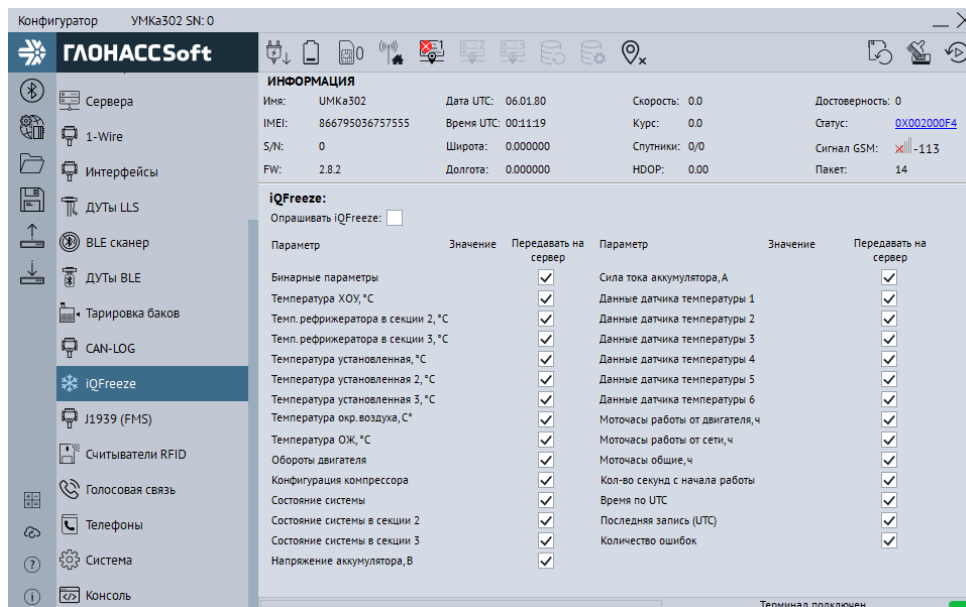 Конфигуратор УМКа302 SN: 0
ГЛОНАССSoft
0
1
2
3
x
ИНФОРМАЦИЯ
Имя: UMKa302 Дата UTC: 06.01.80 Скорость: 0.0 Достоверность: 0
IMEI: 866795036757555 Время UTC: 00:11:19 Курс: 0.0 Статус: 0X002000F4
S/N: 0 Широта: 0.000000 Спутники: 0/0 Сигнал GSM: -113
FW: 2.8.2 Долгота: 0.000000 HDOP: 0.00 Пакет: 14
Сервера
1-Wire
Интерфейсы
ДУТы LLS
BLE сканер
ДУТы BLE
Тарировка баков
CAN-LOG
iQFreeze
J1939 (FMS)
Считыватели RFID
Голосовая связь
Телефоны
Система
Консоль
iQFreeze:
Опрашивать iQFreeze:
Параметр Значение Передавать на сервер Параметр Значение Передавать на сервер
Бинарные параметры Сила тока аккумулятора, А
Температура ХОУ, °С Данные датчика температуры 1
Темп. рефрижератора в секции 2, °С Данные датчика температуры 2
Темп. рефрижератора в секции 3, °С Данные датчика температуры 3
Температура установленная, °С Данные датчика температуры 4
Температура установленная 2, °С Данные датчика температуры 5
Температура установленная 3, °С Данные датчика температуры 6
Температура окр. воздуха, С° Моточасы работы от двигателя, ч
Температура ОЖ, °С Моточасы работы от сети, ч
Обороты двигателя Моточасы общие, ч
Конфигурация компрессора Кол-во секунд с начала работы
Состояние системы Время по UTC
Состояние системы в секции 2 Последняя запись (UTC)
Состояние системы в секции 3 Количество ошибок
Напряжение аккумулятора, В
Терминал подключен